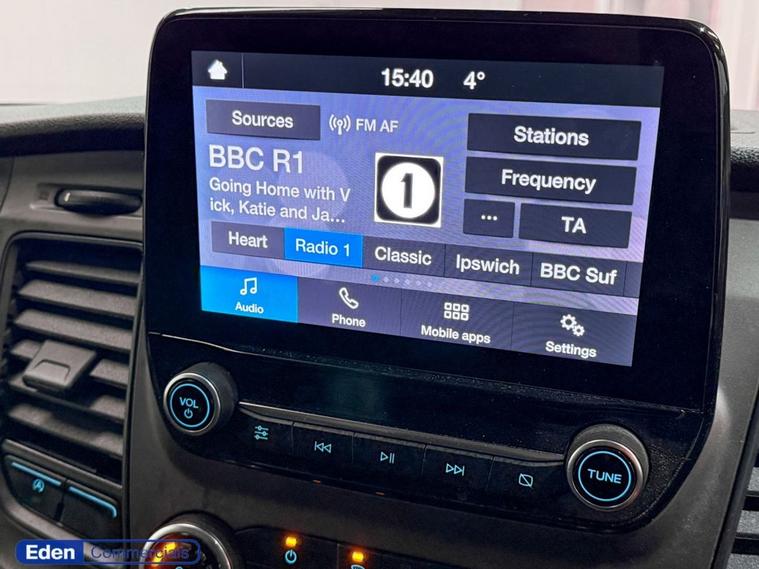 15:40 4°
Sources
FM AF
BBC R1
Going Home with V
ick, Katie and Ja...
1
Stations
Frequency
... TA
Heart Radio 1 Classic Ipswich BBC Suf
Audio Phone Mobile apps Settings
VOL
TUNE
A
Eden Commercials